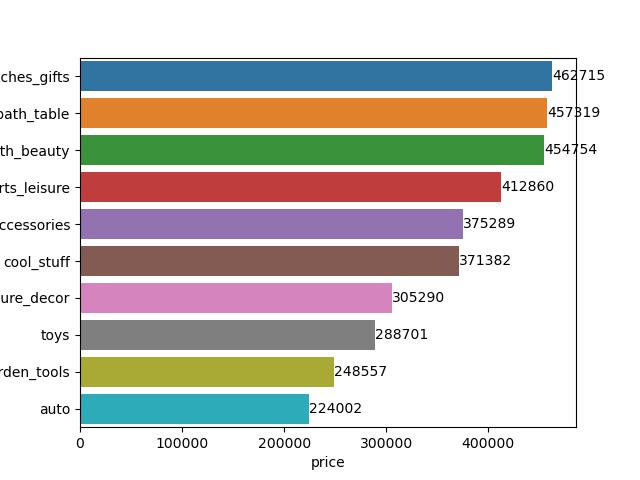 ches_gifts 462715
bath_table 457319
th_beauty 454754
rts_leisure 412860
ccessories 375289
cool_stuff 371382
ure_decor 305290
toys 288701
rden_tools 248557
auto 224002
0 100000 200000 300000 400000
price